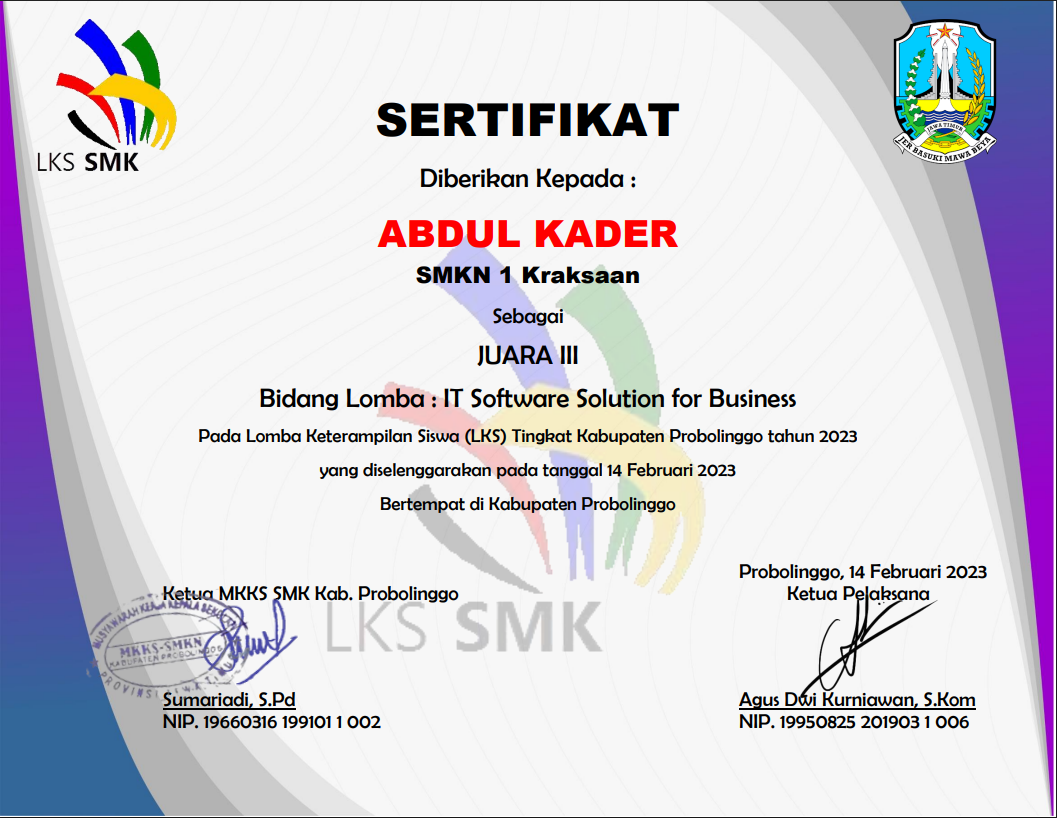 LKS SMK
JAWA TIMUR
JER BASUKI MAWA BEYA
SERTIFIKAT
Diberikan Kepada :
ABDUL KADER
SMKN 1 Kraksaan
Sebagai
JUARA III
Bidang Lomba : IT Software Solution for Business
Pada Lomba Keterampilan Siswa (LKS) Tingkat Kabupaten Probolinggo tahun 2023
yang diselenggarakan pada tanggal 14 Februari 2023
Bertempat di Kabupaten Probolinggo
LKS SMK
Ketua MKKS SMK Kab. Probolinggo
MUSYAWARAH KERJA KEPALA SEKOLAH
MKKS-SMKN
KABUPATEN PROBOLINGGO
PROVINSI JAWA TIMUR
Sumariadi, S.Pd
NIP. 19660316 199101 1 002
Probolinggo, 14 Februari 2023
Ketua Pelaksana
Agus Dwi Kurniawan, S.Kom
NIP. 19950825 201903 1 006